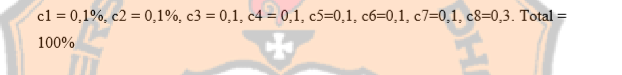 c1 = 0,1%, c2 = 0,1%, c3 = 0,1, c4 = 0,1, c5=0,1, c6=0,1, c7=0,1, c8=0,3. Total =
100%